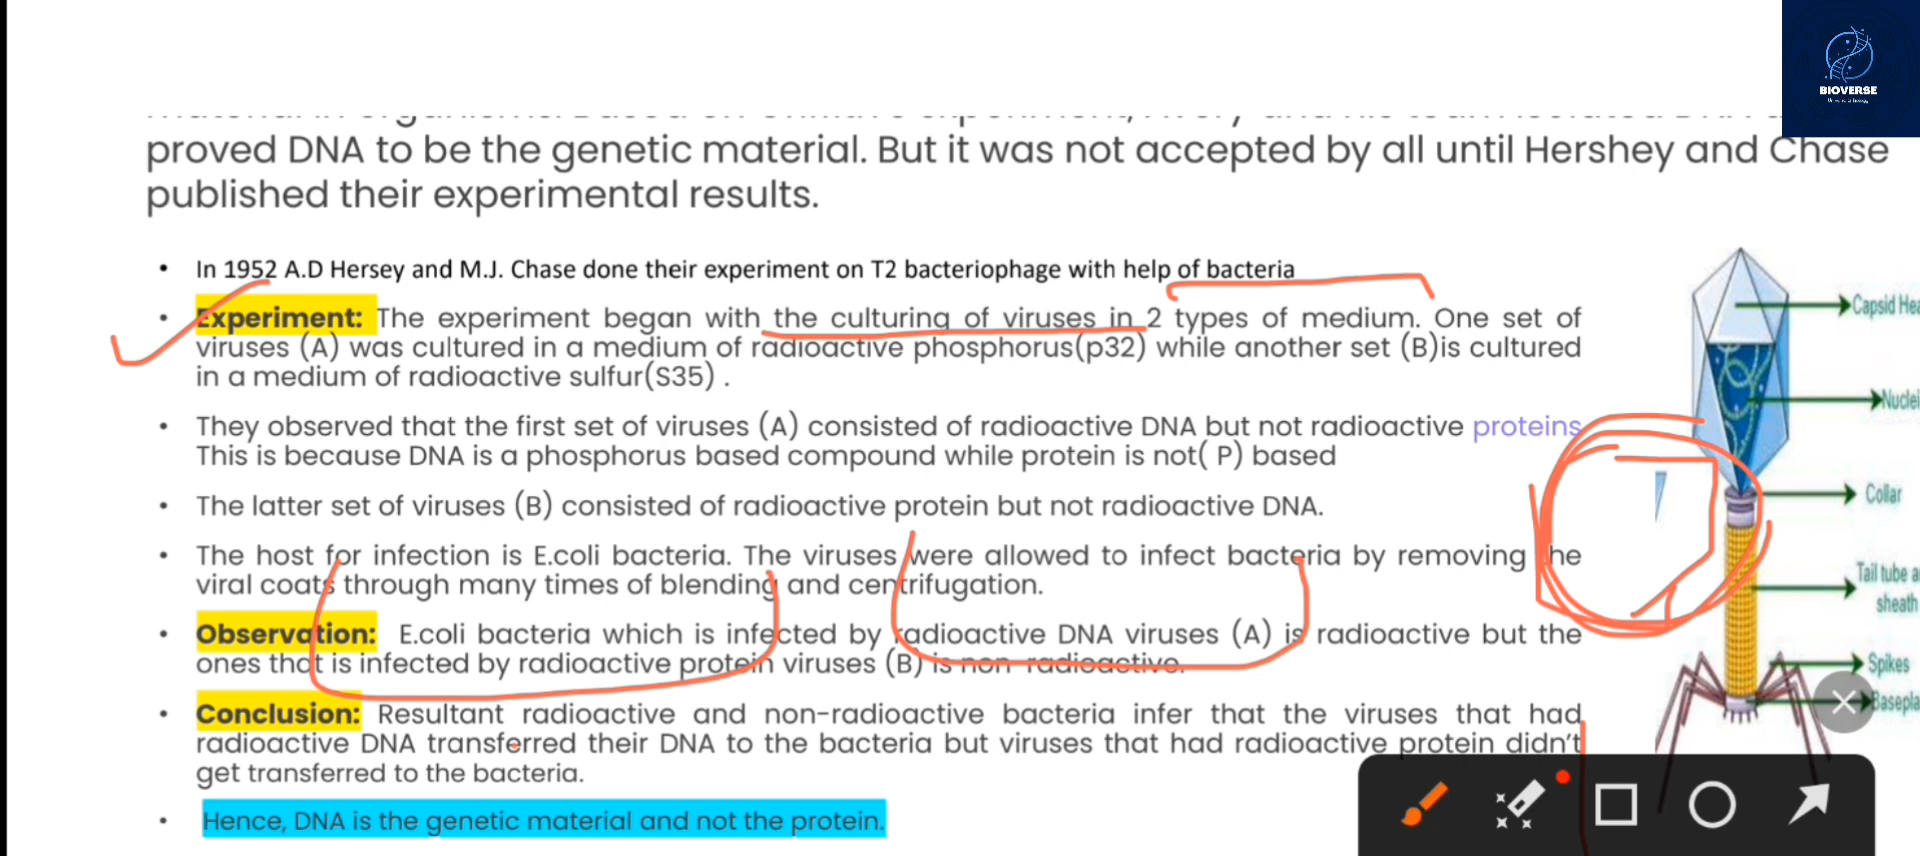 BIOVERSE
proved DNA to be the genetic material. But it was not accepted by all until Hershey and Chase
published their experimental results.
• In 1952 A.D Hersey and M.J. Chase done their experiment on T2 bacteriophage with help of bacteria
• Experiment: The experiment began with the culturing of viruses in 2 types of medium. One set of
viruses (A) was cultured in a medium of radioactive phosphorus(p32) while another set (B)is cultured
in a medium of radioactive sulfur(S35) .
• They observed that the first set of viruses (A) consisted of radioactive DNA but not radioactive proteins
This is because DNA is a phosphorus based compound while protein is not( P) based
• The latter set of viruses (B) consisted of radioactive protein but not radioactive DNA.
• The host for infection is E.coli bacteria. The viruses were allowed to infect bacteria by removing the
viral coats through many times of blending and centrifugation.
• Observation: E.coli bacteria which is infected by radioactive DNA viruses (A) is radioactive but the
ones that is infected by radioactive protein viruses (B) is non-radioactive.
• Conclusion: Resultant radioactive and non-radioactive bacteria infer that the viruses that had
radioactive DNA transferred their DNA to the bacteria but viruses that had radioactive protein didn't
get transferred to the bacteria.
• Hence, DNA is the genetic material and not the protein.
Capsid Hea
Nuclei
Collar
Tail tube a
sheath
Spikes
Basepla